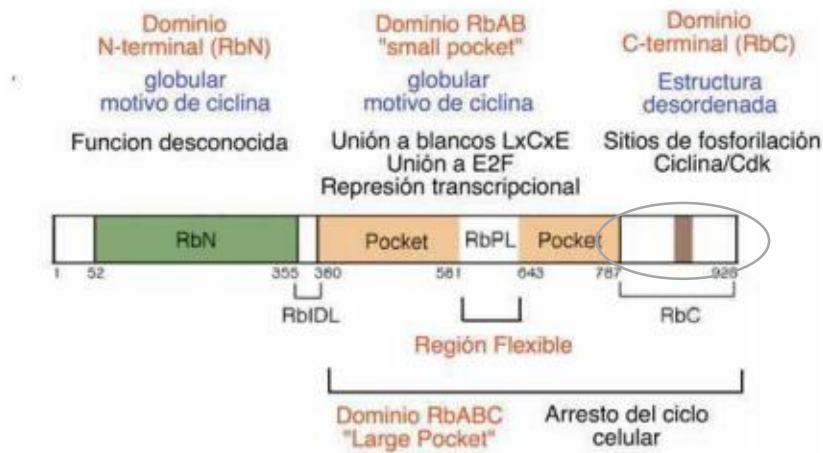 Dominio
N-terminal (RbN)
globular
motivo de ciclina
Funcion desconocida
Dominio RbAB
"small pocket"
globular
motivo de ciclina
Unión a blancos LxCxE
Unión a E2F
Represión transcripcional
Dominio
C-terminal (RbC)
Estructura
desordenada
Sitios de fosforilación
Ciclina/Cdk
RbN
Pocket
RbPL
Pocket
1 52 355 380 581 643 787 928
RbIDL
RbC
Región Flexible
Dominio RbABC
"Large Pocket"
Arresto del ciclo
celular